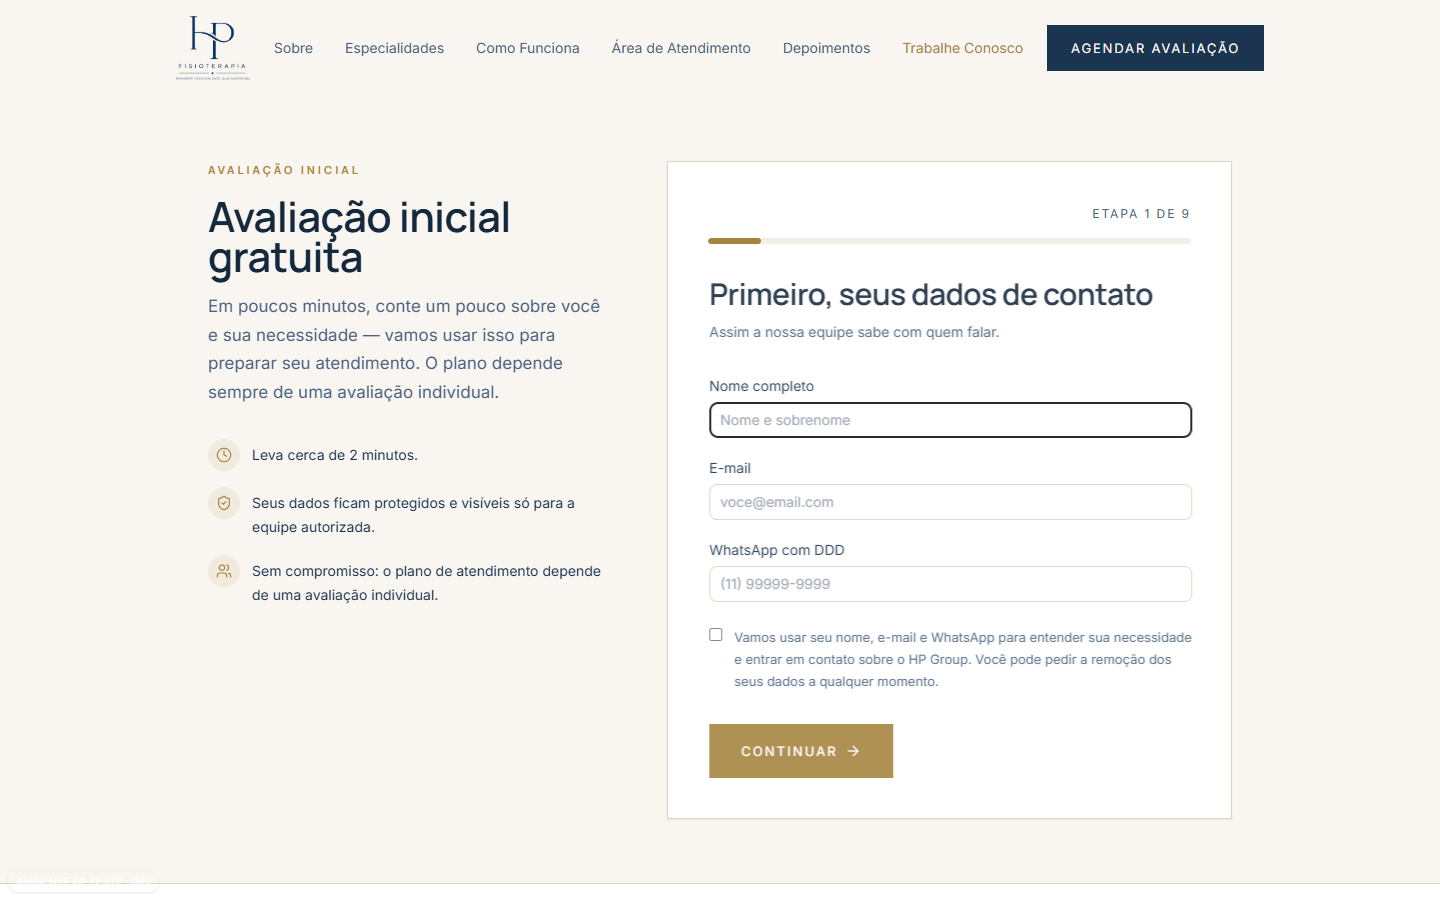 HP
FISIOTERAPIA
Sobre
Especialidades
Como Funciona
Área de Atendimento
Depoimentos
Trabalhe Conosco
AGENDAR AVALIAÇÃO
AVALIAÇÃO INICIAL
Avaliação inicial
gratuita
Em poucos minutos, conte um pouco sobre você
e sua necessidade — vamos usar isso para
preparar seu atendimento. O plano depende
sempre de uma avaliação individual.
Leva cerca de 2 minutos.
Seus dados ficam protegidos e visíveis só para a
equipe autorizada.
Sem compromisso: o plano de atendimento depende
de uma avaliação individual.
ETAPA 1 DE 9
Primeiro, seus dados de contato
Assim a nossa equipe sabe com quem falar.
Nome completo
Nome e sobrenome
E-mail
voce@email.com
WhatsApp com DDD
(11) 99999-9999
Vamos usar seu nome, e-mail e WhatsApp para entender sua necessidade
e entrar em contato sobre o HP Group. Você pode pedir a remoção dos
seus dados a qualquer momento.
CONTINUAR →